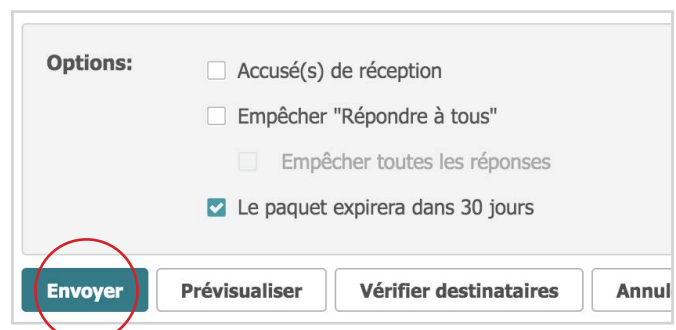 Options:
Accusé(s) de réception
Empêcher "Répondre à tous"
Empêcher toutes les réponses
Le paquet expirera dans 30 jours
Envoyer Prévisualiser Vérifier destinataires Annul